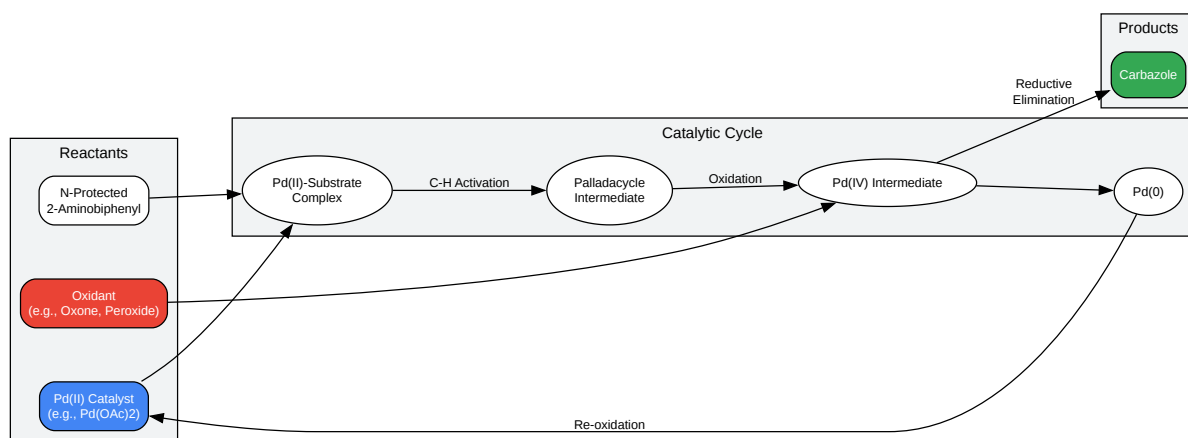 Products
Carbazole
Reductive
Elimination
Catalytic Cycle
Reactants
N-Protected
2-Aminobiphenyl
Pd(II)-Substrate
Complex
C-H Activation
Palladacycle
Intermediate
Oxidation
Pd(IV) Intermediate
Pd(0)
Oxidant
(e.g., Oxone, Peroxide)
Pd(II) Catalyst
(e.g., Pd(OAc)2)
Re-oxidation